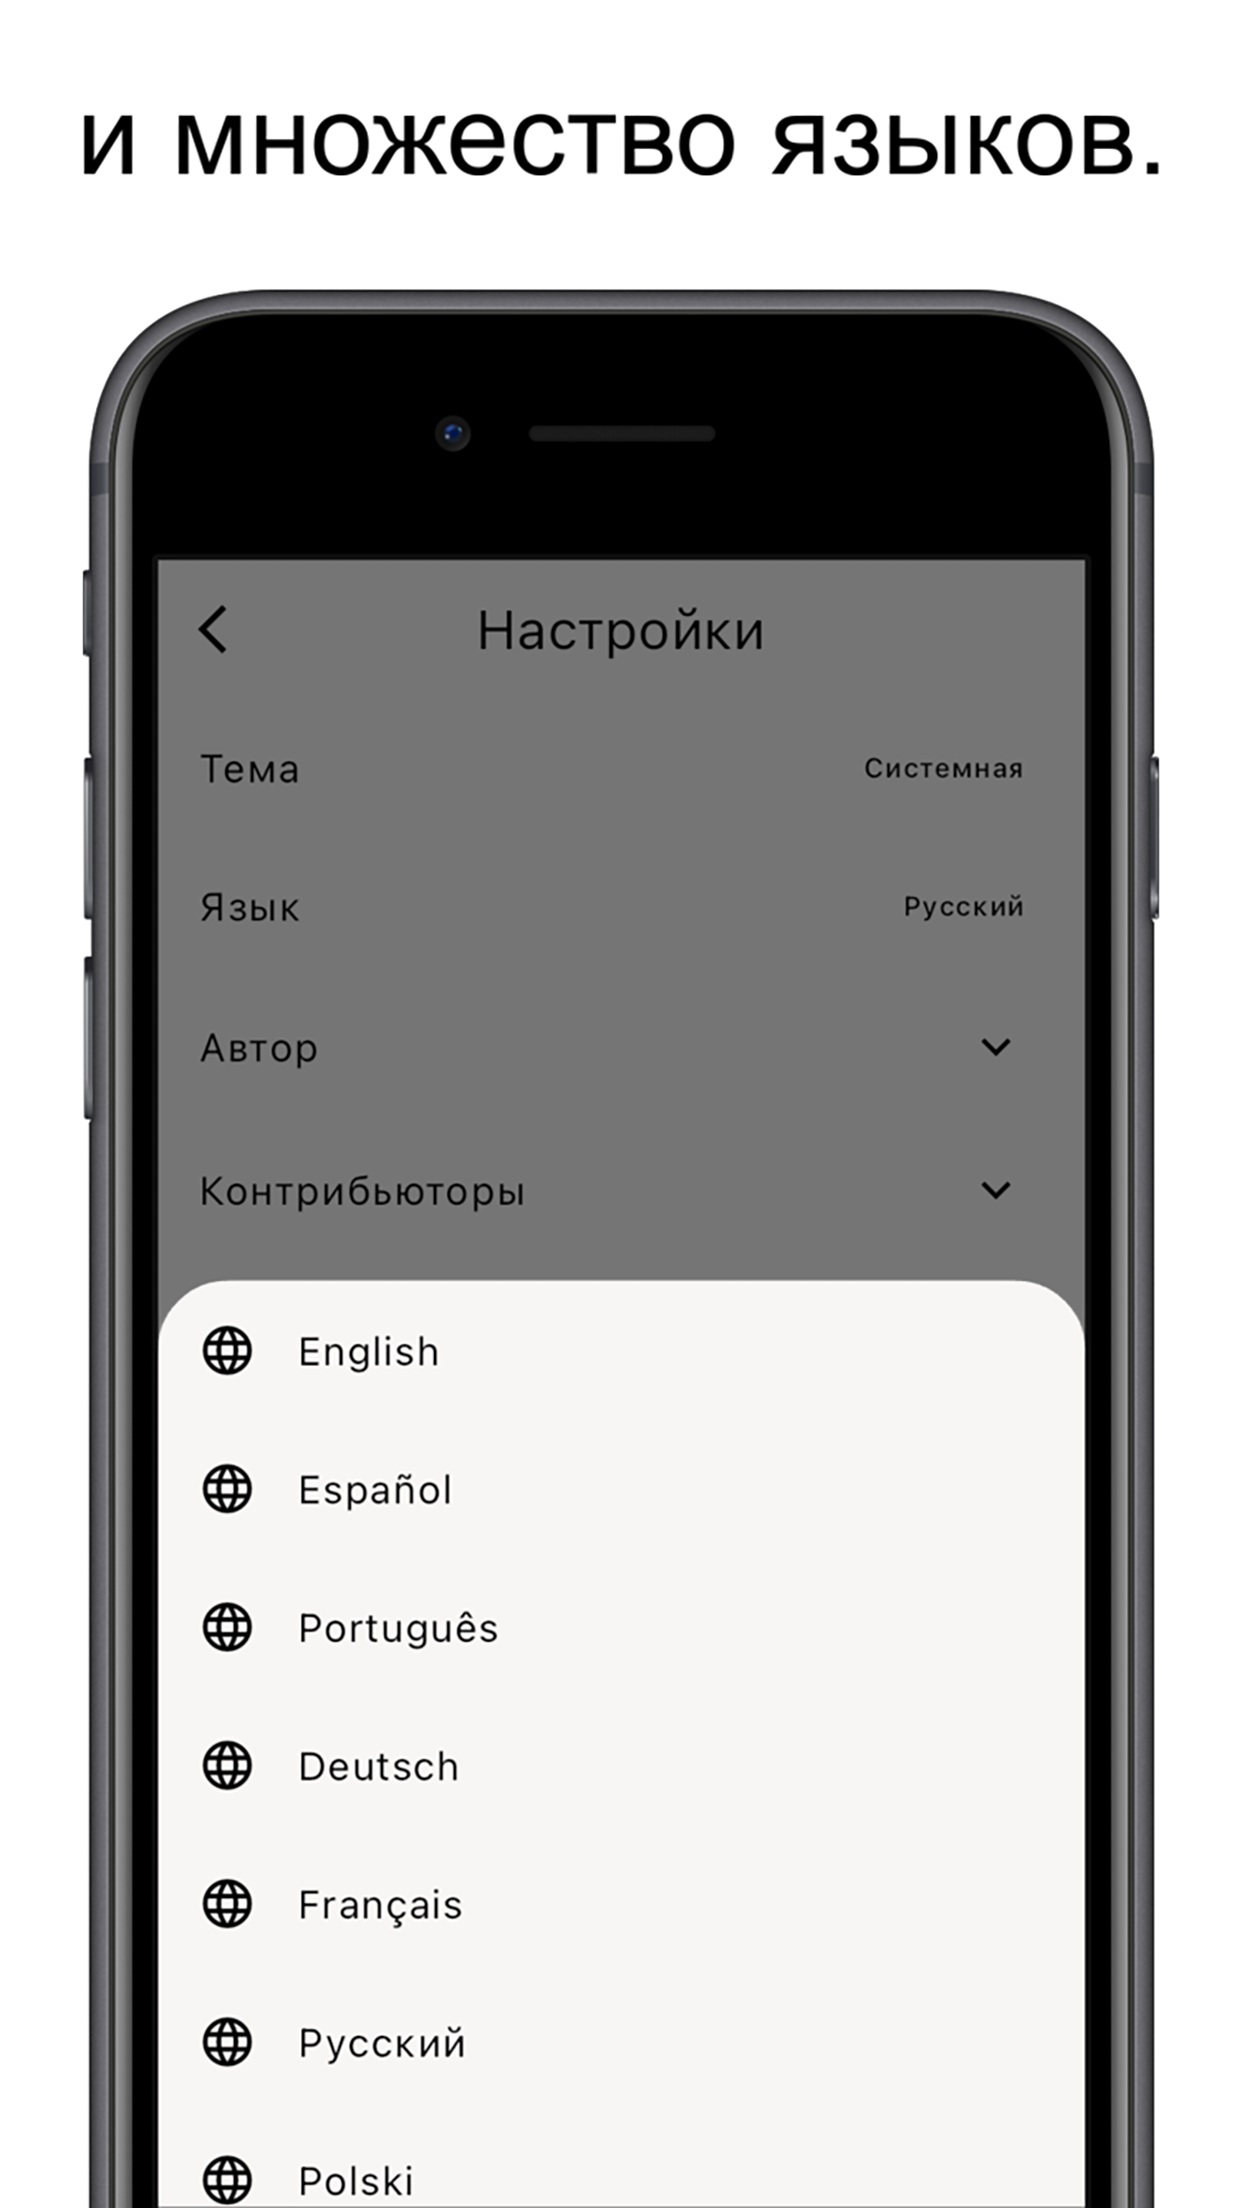 и множество языков.
Настройки
Тема Системная
Язык Русский
Автор
Контрибьюторы
English
Español
Português
Deutsch
Français
Русский
Polski